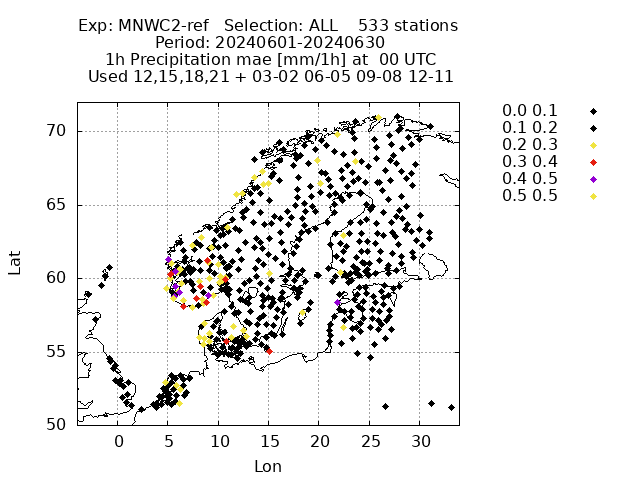 Exp: MNWC2-ref   Selection: ALL    533 stations
Period: 20240601-20240630
1h Precipitation mae [mm/1h] at  00 UTC
Used 12,15,18,21 + 03-02 06-05 09-08 12-11
0.0 0.1
0.1 0.2
0.2 0.3
0.3 0.4
0.4 0.5
0.5 0.5
70
65
60
55
50
Lat
0 5 10 15 20 25 30
Lon